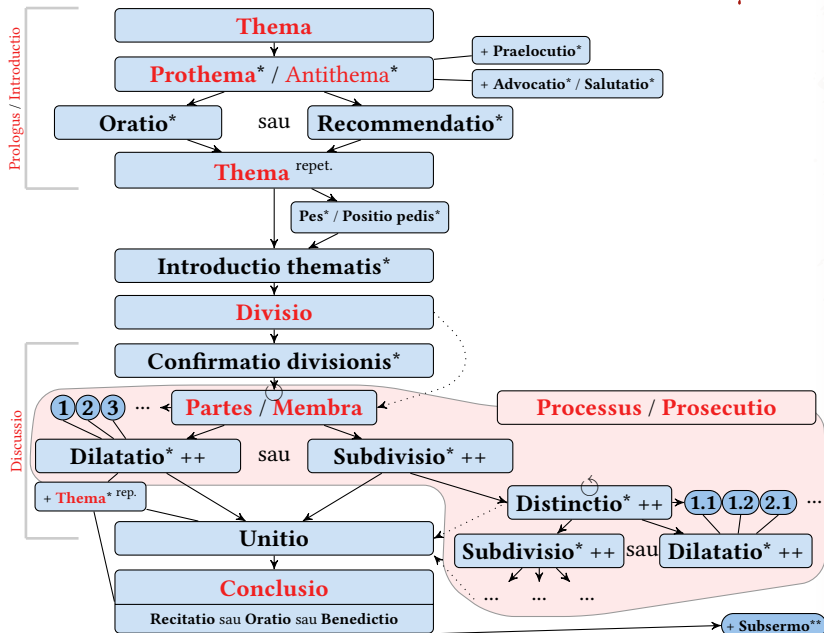 Prologus / Introductio
Thema
Prothema* / Antithema*
+ Praelocutio*
+ Advocatio* / Salutatio*
Oratio* sau Recommendatio*
Thema repet.
Pes* / Positio pedis*
Introductio thematis*
Divisio
Discussio
Confirmatio divisionis*
1 2 3 ...
Partes / Membra
Processus / Prosecutio
Dilatatio* ++ sau Subdivisio* ++
+ Thema* rep.
Distinctio* ++
1.1 1.2 2.1 ...
Unitio
Subdivisio* ++ sau Dilatatio* ++
... ... ...
Conclusio
Recitatio sau Oratio sau Benedictio
+ Subsermo**